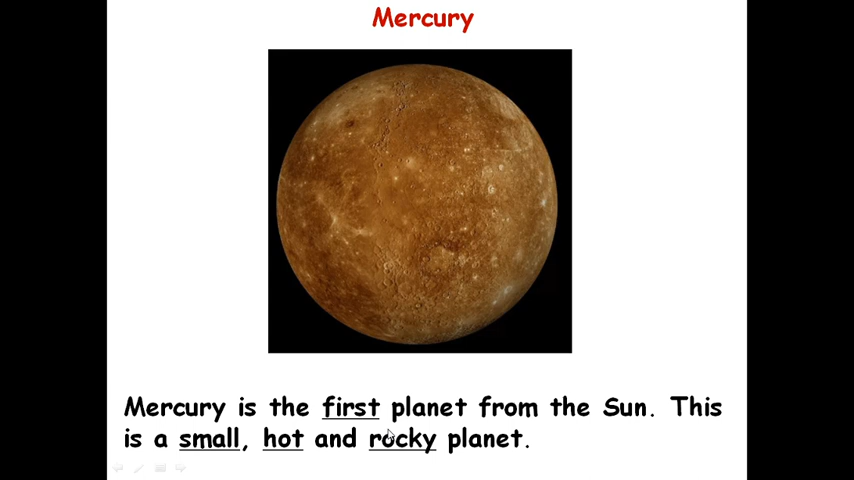 Mercury
Mercury is the first planet from the Sun. This
is a small, hot and rocky planet.